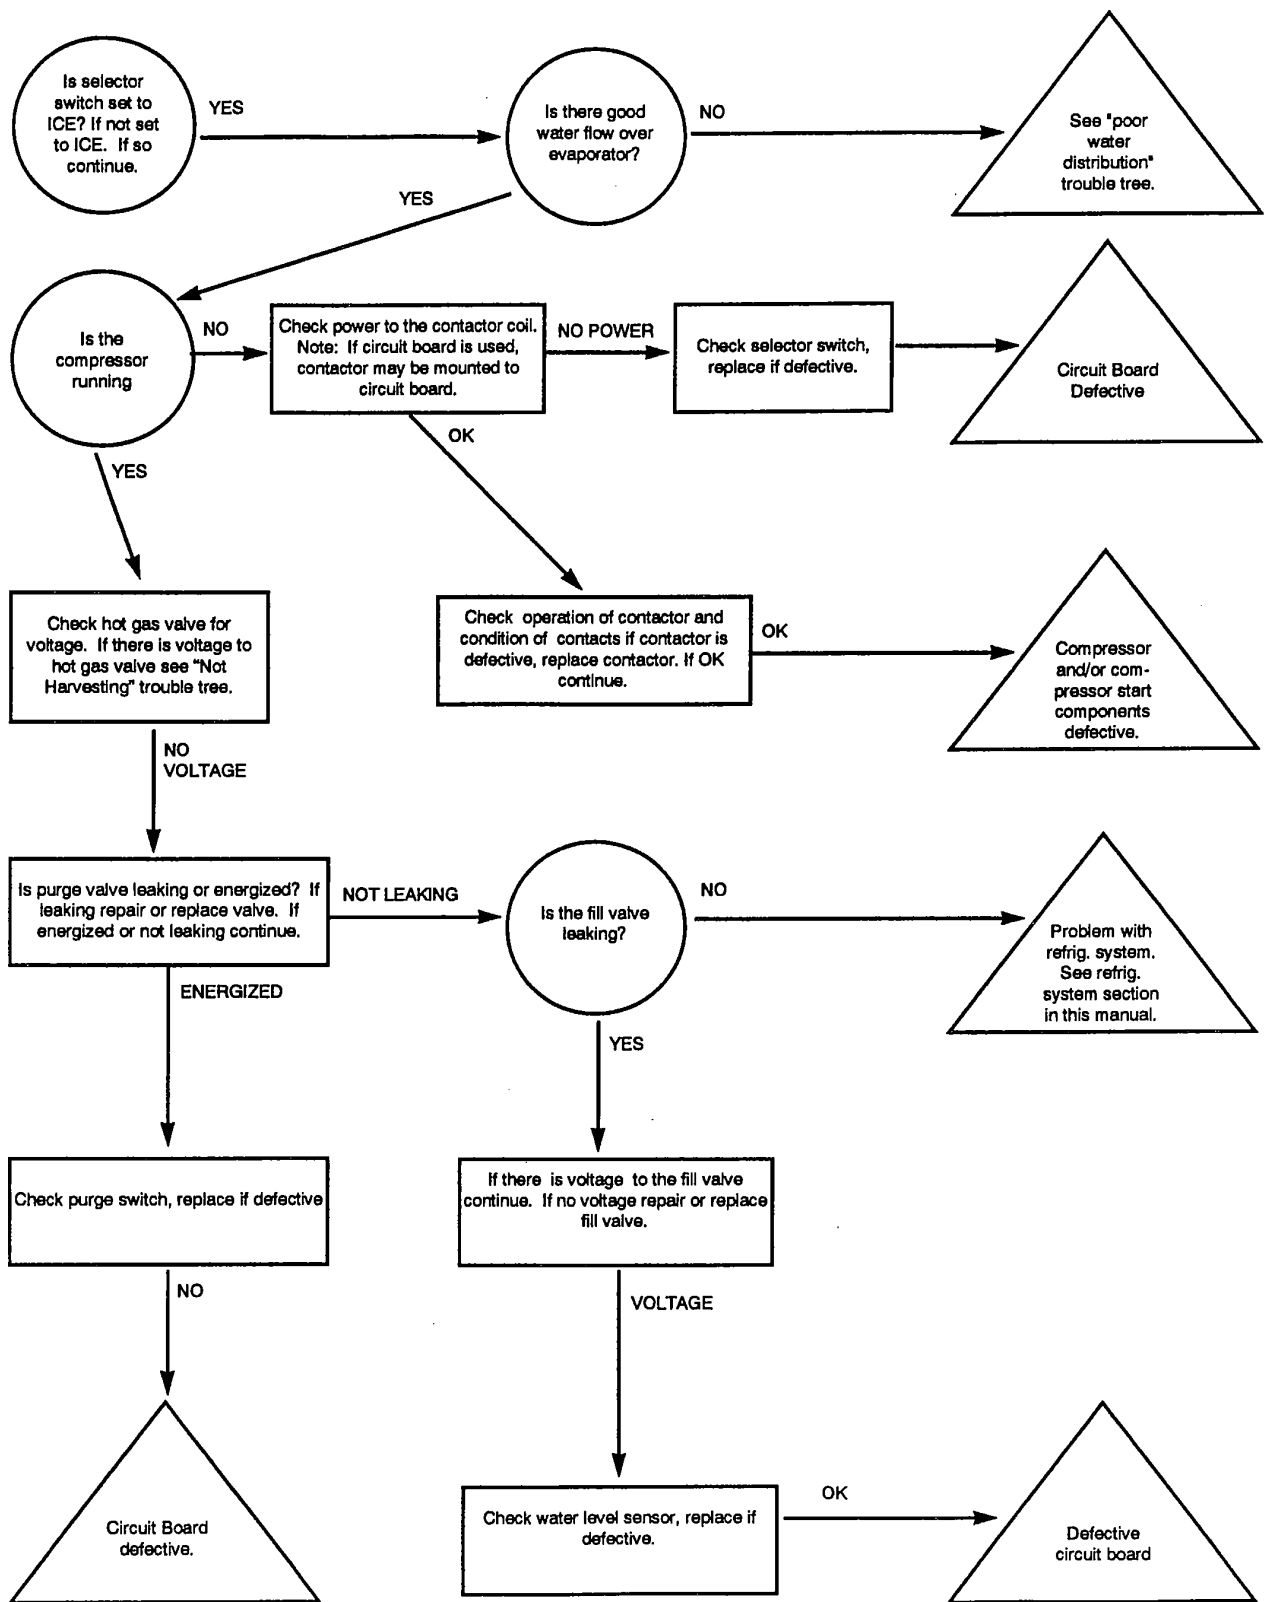 Is selector
switch set to
ICE? If not set
to ICE. If so
continue.
YES
Is there good
water flow over
evaporator?
NO
See "poor
water
distribution"
trouble tree.
YES
Is the
compressor
running
NO
Check power to the contactor coil.
Note: If circuit board is used,
contactor may be mounted to
circuit board.
NO POWER
Check selector switch,
replace if defective.
Circuit Board
Defective
OK
YES
Check hot gas valve for
voltage. If there is voltage to
hot gas valve see "Not
Harvesting" trouble tree.
Check operation of contactor and
condition of contacts if contactor is
defective, replace contactor. If OK
continue.
OK
Compressor
and/or com-
pressor start
components
defective.
NO
VOLTAGE
Is purge valve leaking or energized? If
leaking repair or replace valve. If
energized or not leaking continue.
NOT LEAKING
Is the fill valve
leaking?
NO
Problem with
refrig. system.
See refrig.
system section
in this manual.
ENERGIZED
YES
Check purge switch, replace if defective
If there is voltage to the fill valve
continue. If no voltage repair or replace
fill valve.
NO
VOLTAGE
Circuit Board
defective.
Check water level sensor, replace if
defective.
OK
Defective
circuit board